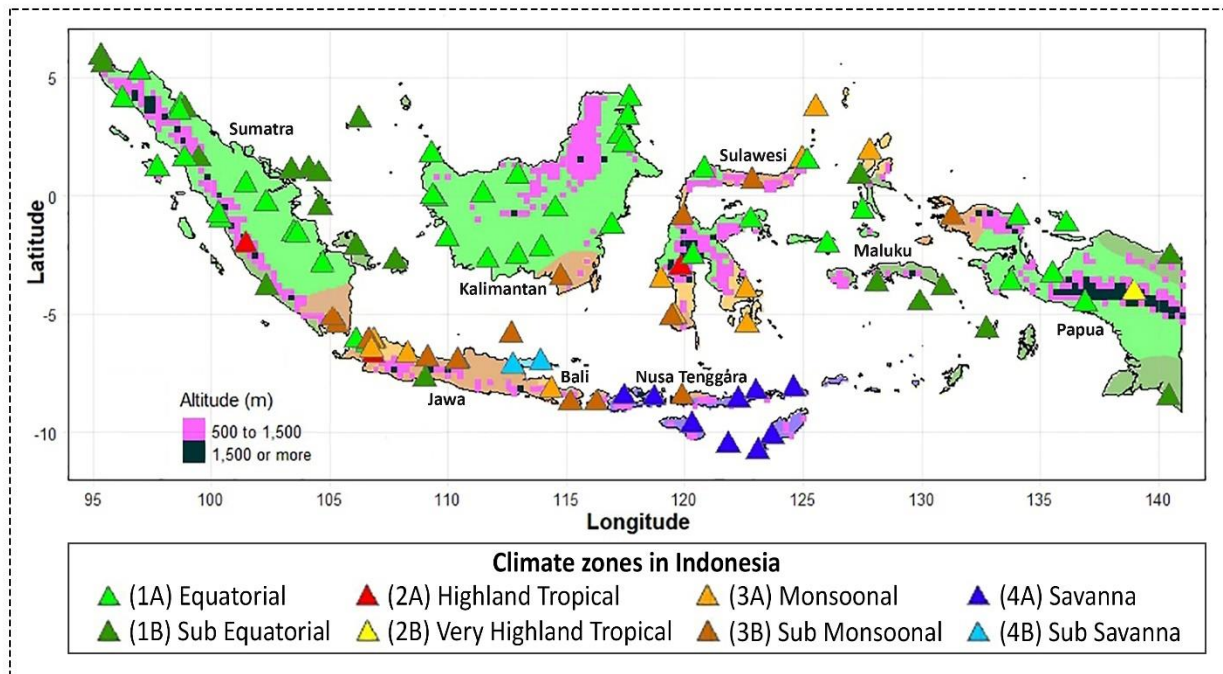 5
0
-5
-10
Latitude
Sumatra
Kalimantan
Sulawesi
Maluku
Papua
Jawa
Bali
Nusa Tenggara
Altitude (m)
500 to 1,500
1,500 or more
95 100 105 110 115 120 125 130 135 140
Longitude
Climate zones in Indonesia
(1A) Equatorial (2A) Highland Tropical (3A) Monsoonal (4A) Savanna
(1B) Sub Equatorial (2B) Very Highland Tropical (3B) Sub Monsoonal (4B) Sub Savanna